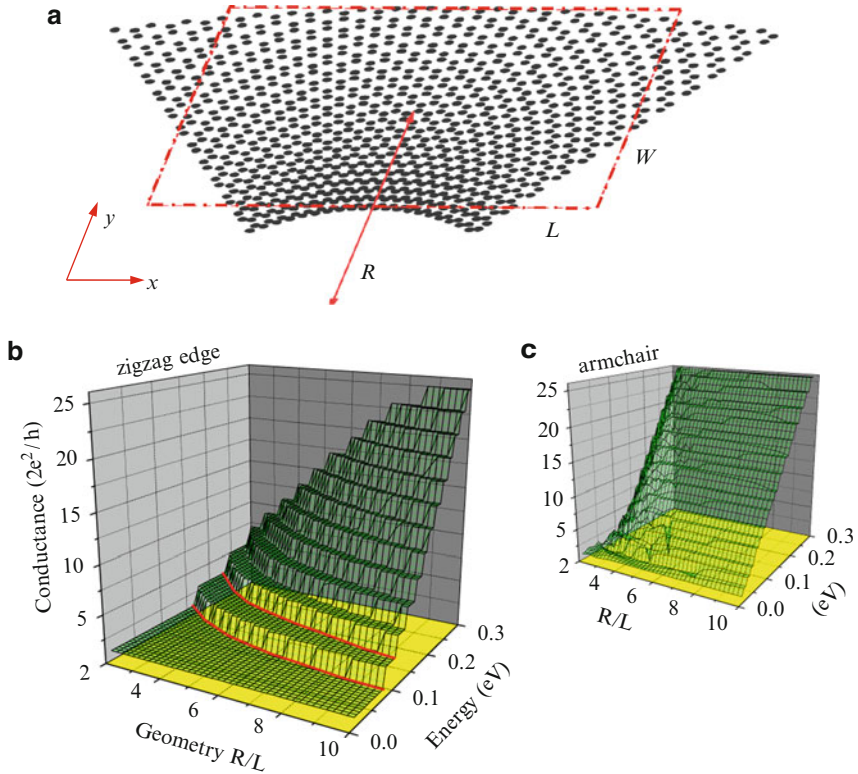 a
W
L
R
y
x
b
zigzag edge
Conductance (2e²/h)
25
20
15
10
5
2
4
6
8
10
Geometry R/L
0.0
0.1
0.2
0.3
Energy (eV)
c
armchair
25
20
15
10
5
2
4
6
8
10
R/L
0.0
0.1
0.2
0.3
(eV)